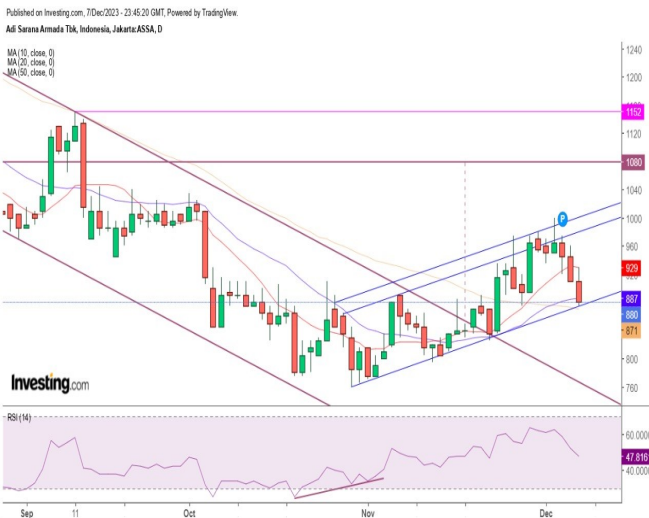 Published on Investing.com, 7/Dec/2023 - 23:45:20 GMT, Powered by TradingView.
Adi Sarana Armada Tbk, Indonesia, Jakarta:ASSA, D
MA (10, close, 0)
MA (20, close, 0)
MA (50, close, 0)
1240
1200
1152
1120
1080
1040
1000
P
960
929
887
880
871
800
760
Investing.com
RSI (14)
60.0000
47.816
40.0000
Sep
11
Oct
Nov
Dec